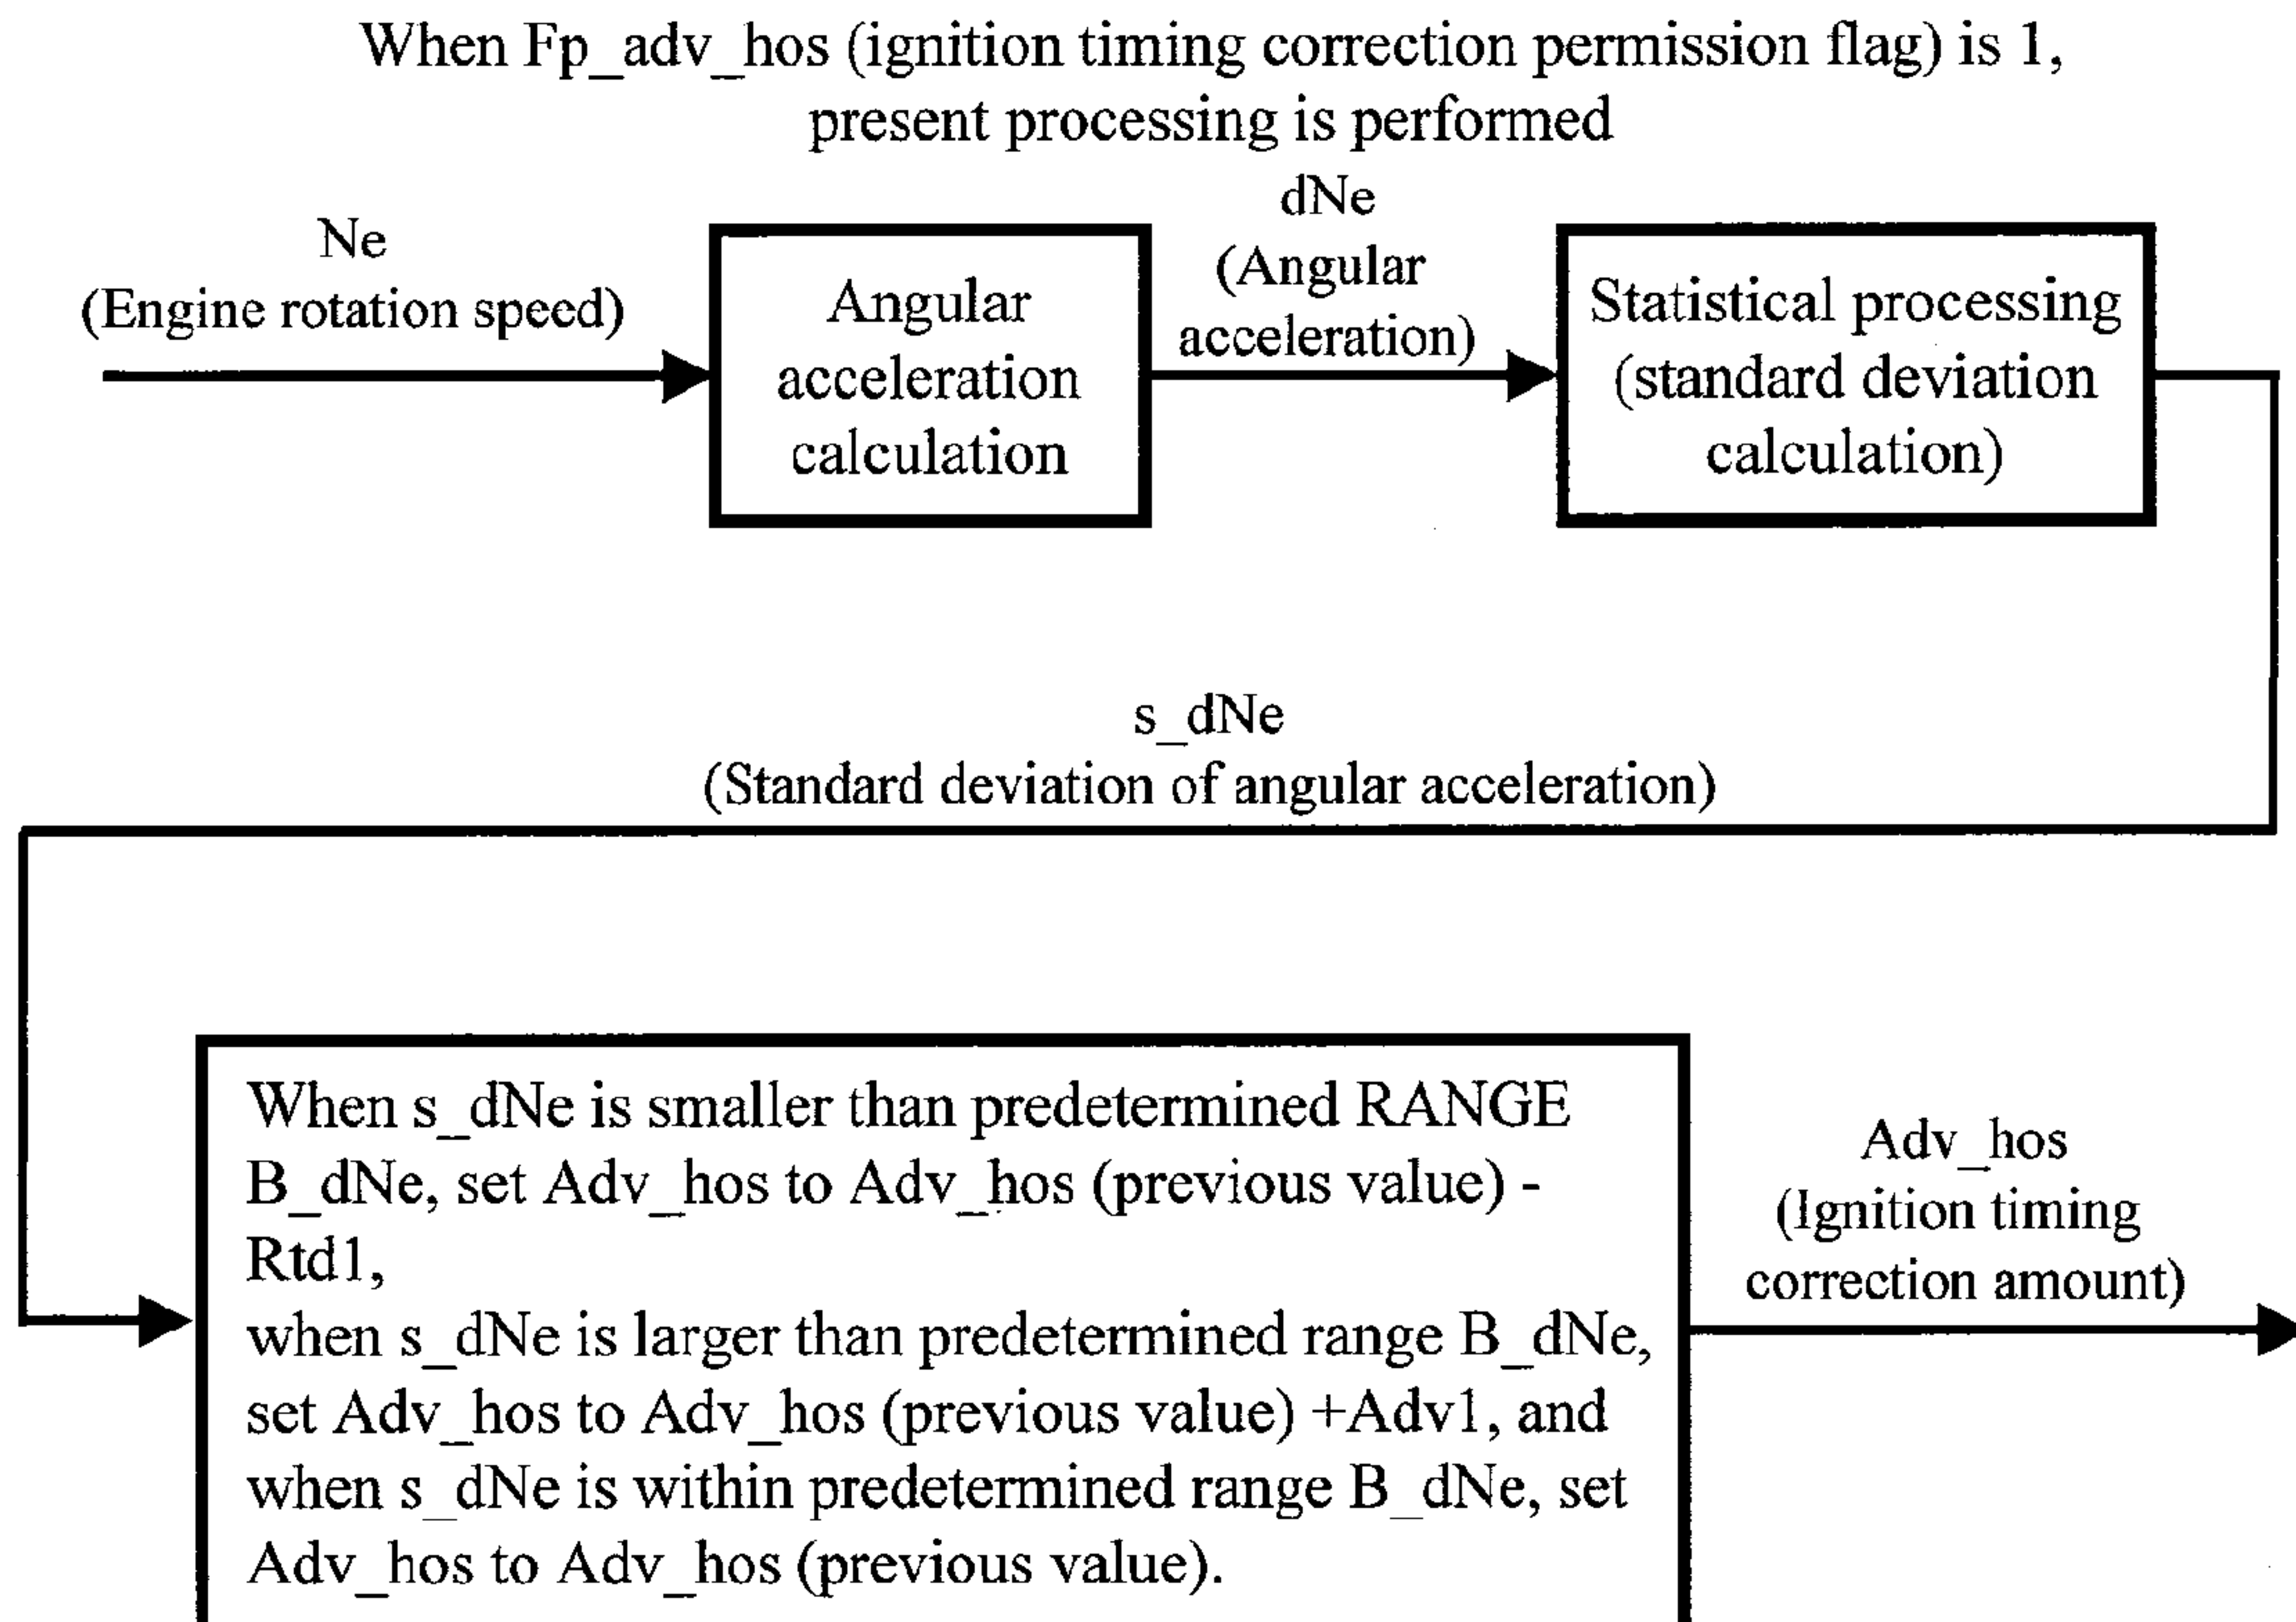 When Fp_adv_hos (ignition timing correction permission flag) is 1,
present processing is performed
Ne
(Engine rotation speed)
Angular
acceleration
calculation
dNe
(Angular
acceleration)
Statistical processing
(standard deviation
calculation)
s_dNe
(Standard deviation of angular acceleration)
When s_dNe is smaller than predetermined RANGE
B_dNe, set Adv_hos to Adv_hos (previous value) -
Rtd1,
when s_dNe is larger than predetermined range B_dNe,
set Adv_hos to Adv_hos (previous value) +Adv1, and
when s_dNe is within predetermined range B_dNe, set
Adv_hos to Adv_hos (previous value).
Adv_hos
(Ignition timing
correction amount)